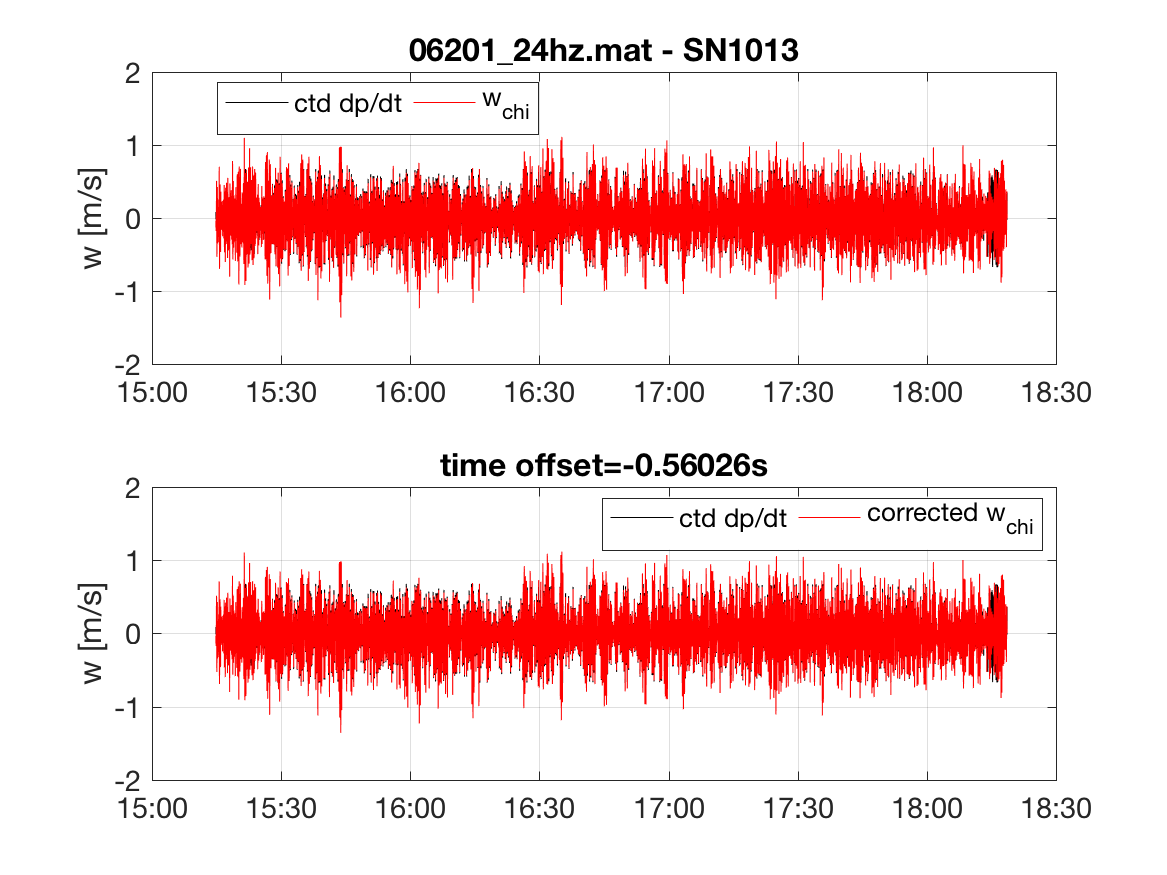 06201_24hz.mat - SN1013
ctd dp/dt w_chi
2
1
0
-1
-2
w [m/s]
15:00 15:30 16:00 16:30 17:00 17:30 18:00 18:30
time offset=-0.56026s
ctd dp/dt corrected w_chi
2
1
0
-1
-2
w [m/s]
15:00 15:30 16:00 16:30 17:00 17:30 18:00 18:30